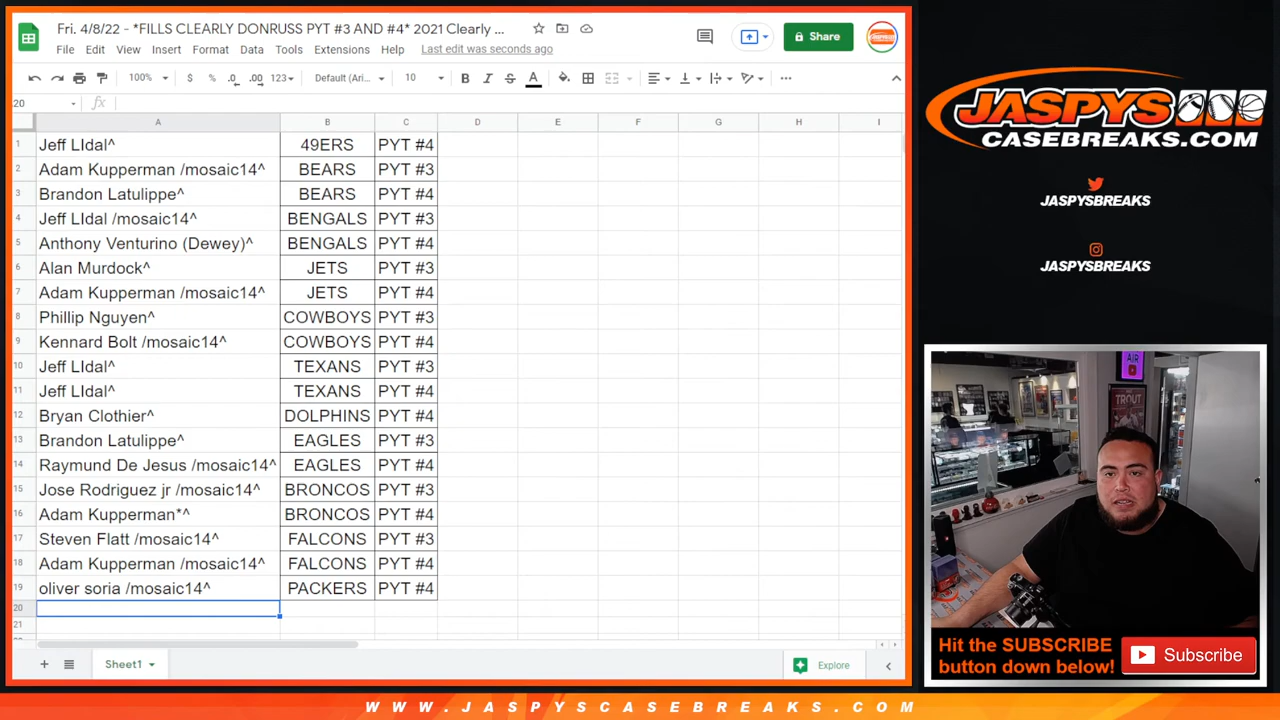 Fri. 4/8/22 - *FILLS CLEARLY DONRUSS PYT #3 AND #4* 2021 Clearly ...
File Edit View Insert Format Data Tools Extensions Help Last edit was seconds ago
Share
100% $ % .0 .00 123 Default (Ari... 10 B I S A
20 fx
A B C D E F G H I
1 Jeff LIdal^ 49ERS PYT #4
2 Adam Kupperman /mosaic14^ BEARS PYT #3
3 Brandon Latulippe^ BEARS PYT #4
4 Jeff LIdal /mosaic14^ BENGALS PYT #3
5 Anthony Venturino (Dewey)^ BENGALS PYT #4
6 Alan Murdock^ JETS PYT #3
7 Adam Kupperman /mosaic14^ JETS PYT #4
8 Phillip Nguyen^ COWBOYS PYT #3
9 Kennard Bolt /mosaic14^ COWBOYS PYT #4
10 Jeff LIdal^ TEXANS PYT #3
11 Jeff LIdal^ TEXANS PYT #4
12 Bryan Clothier^ DOLPHINS PYT #4
13 Brandon Latulippe^ EAGLES PYT #3
14 Raymund De Jesus /mosaic14^ EAGLES PYT #4
15 Jose Rodriguez jr /mosaic14^ BRONCOS PYT #3
16 Adam Kupperman*^ BRONCOS PYT #4
17 Steven Flatt /mosaic14^ FALCONS PYT #3
18 Adam Kupperman /mosaic14^ FALCONS PYT #4
19 oliver soria /mosaic14^ PACKERS PYT #4
20
21
Sheet1
Explore
JASPYS
CASEBREAKS.COM
JASPYSBREAKS
JASPYSBREAKS
AIR
TROUT
Hit the SUBSCRIBE
button down below!
Subscribe
WWW.JASPYSCASEBREAKS.COM